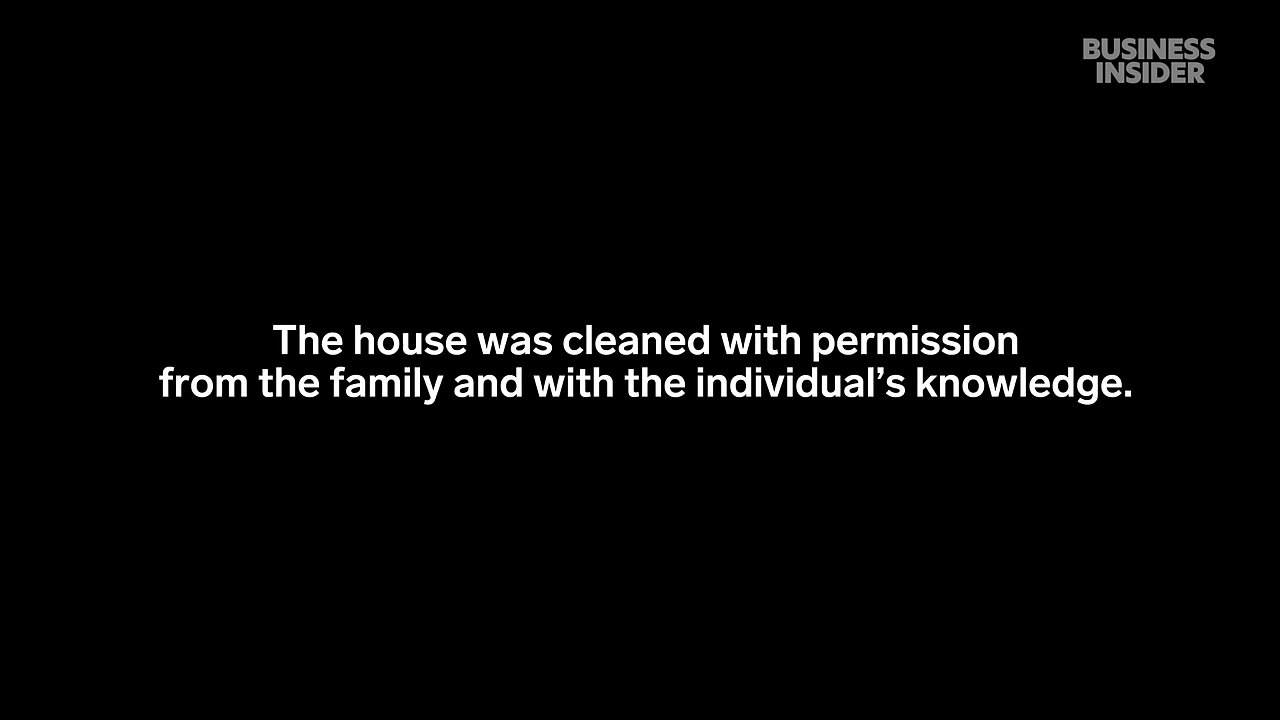 BUSINESS
INSIDER
The house was cleaned with permission
from the family and with the individual’s knowledge.